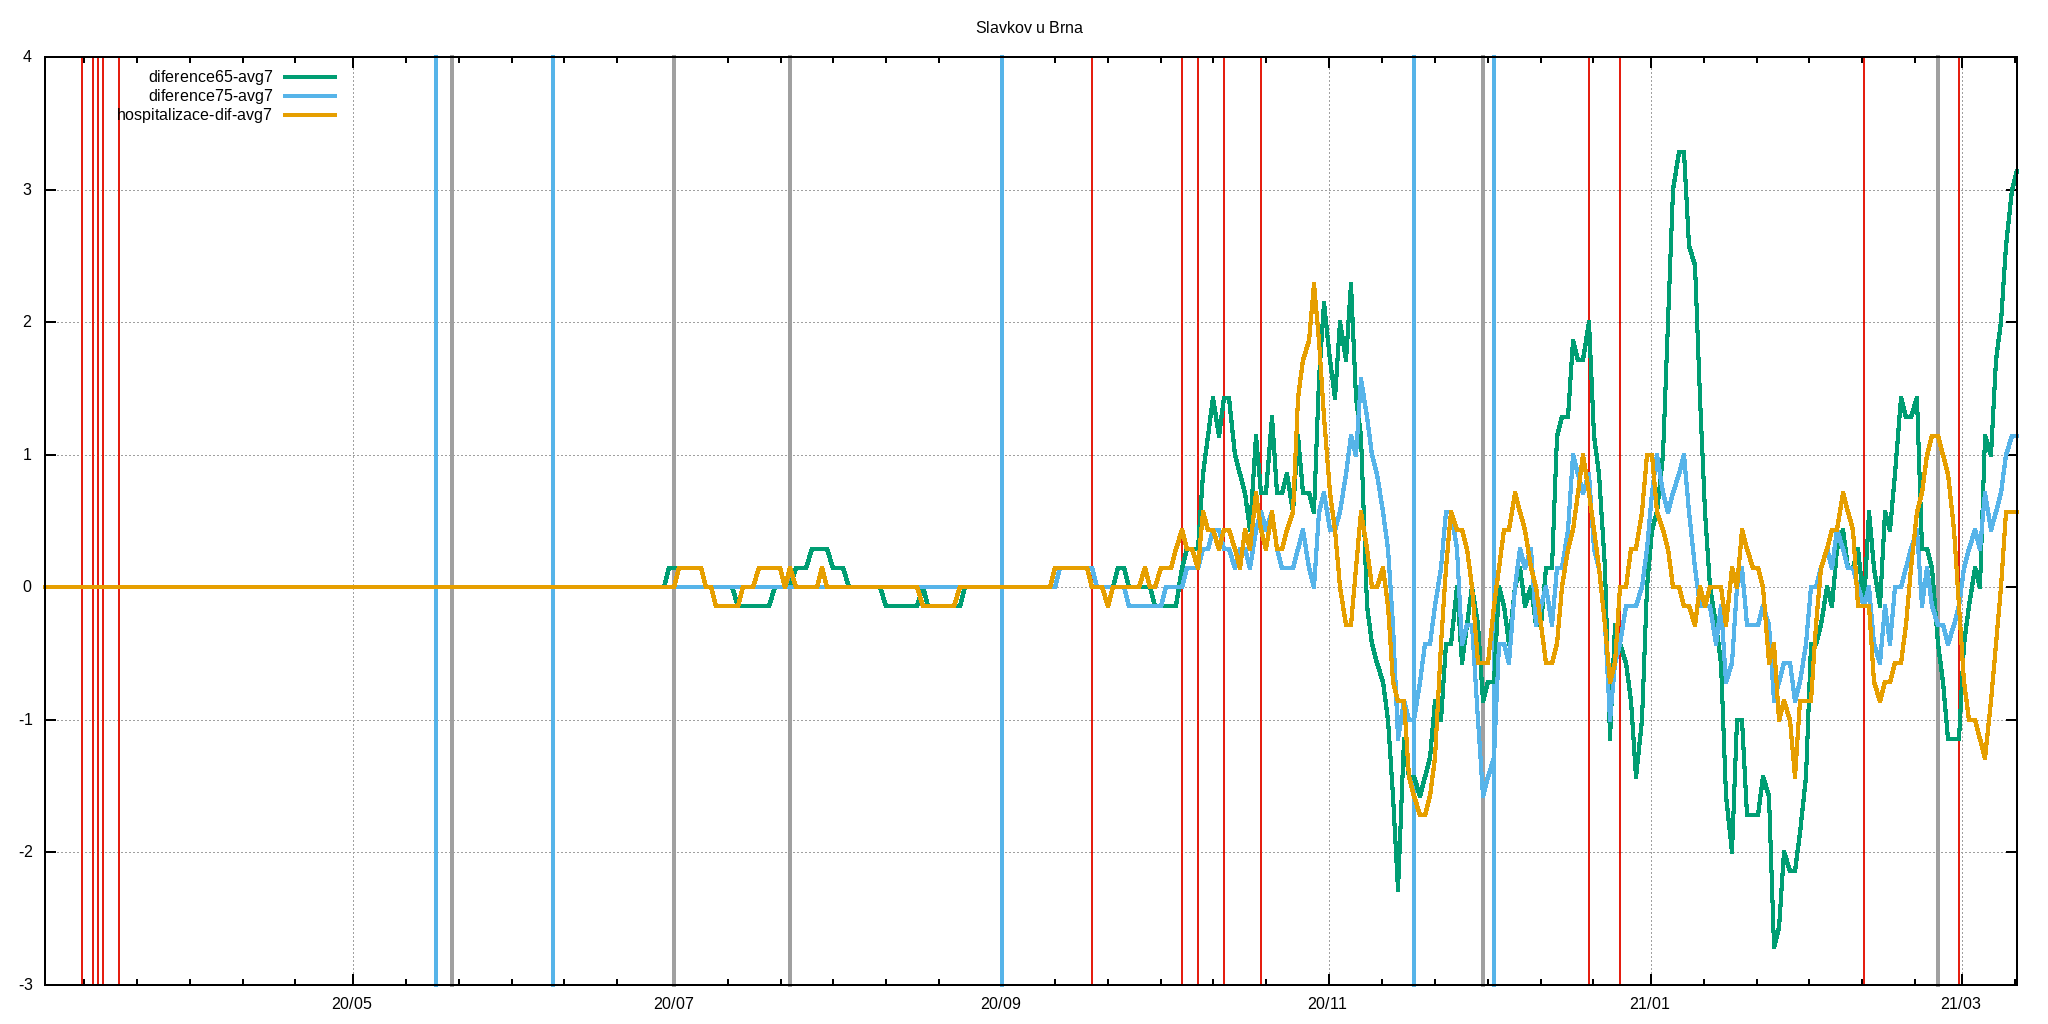 Slavkov u Brna
diference65-avg7
diference75-avg7
hospitalizace-dif-avg7
4
3
2
1
0
-1
-2
-3
20/05 20/07 20/09 20/11 21/01 21/03